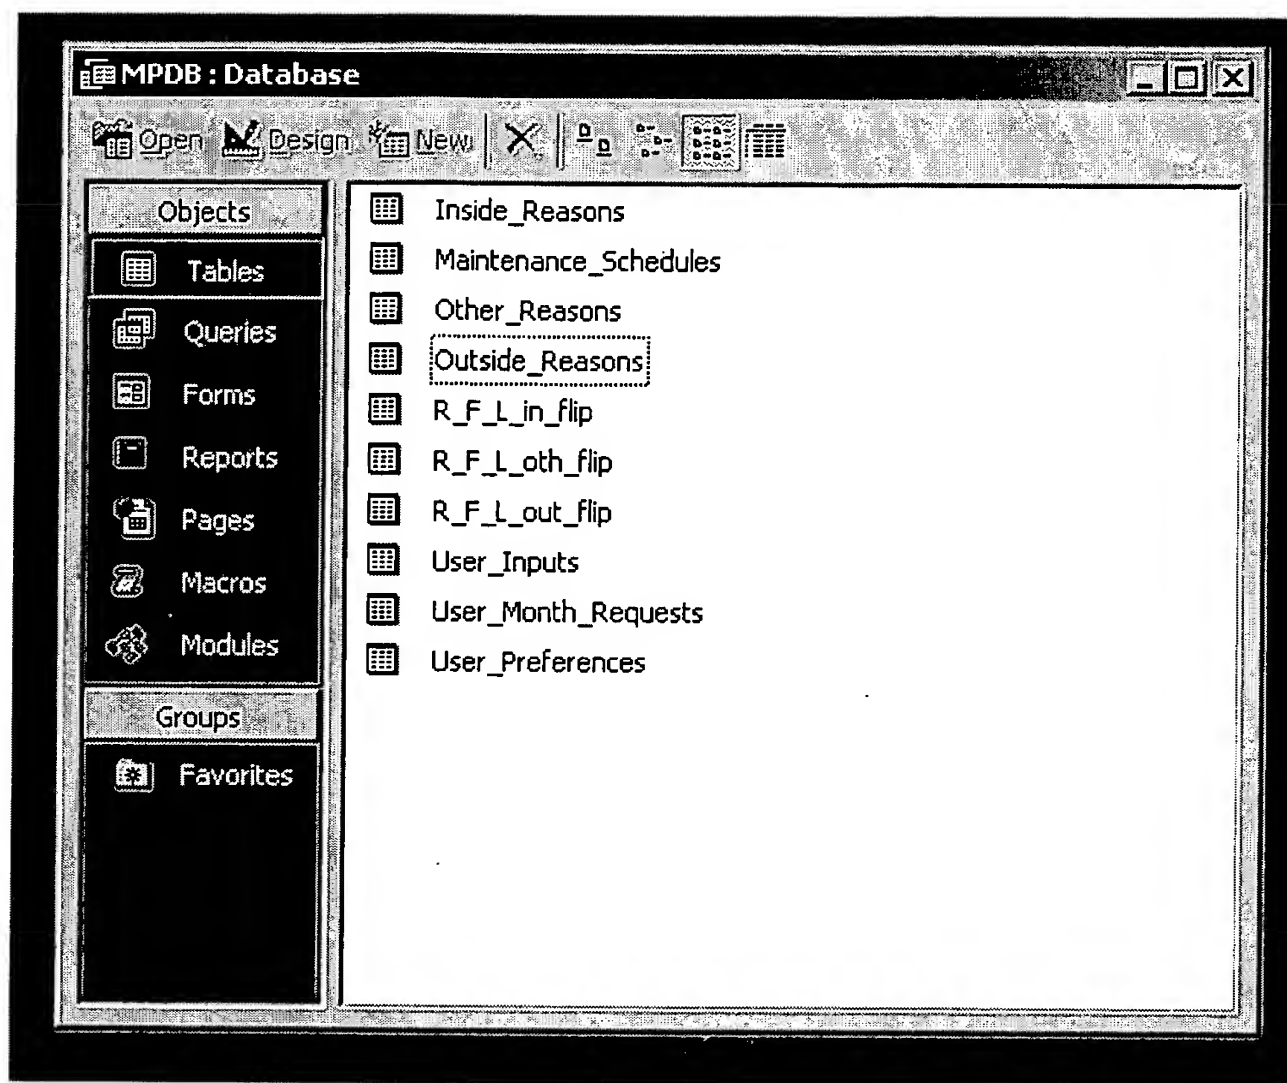 MPDB : Database
Open Design New
Objects
Tables
Queries
Forms
Reports
Pages
Macros
Modules
Groups
Favorites
Inside_Reasons
Maintenance_Schedules
Other_Reasons
Outside_Reasons
R_F_L_in_flip
R_F_L_oth_flip
R_F_L_out_flip
User_Inputs
User_Month_Requests
User_Preferences